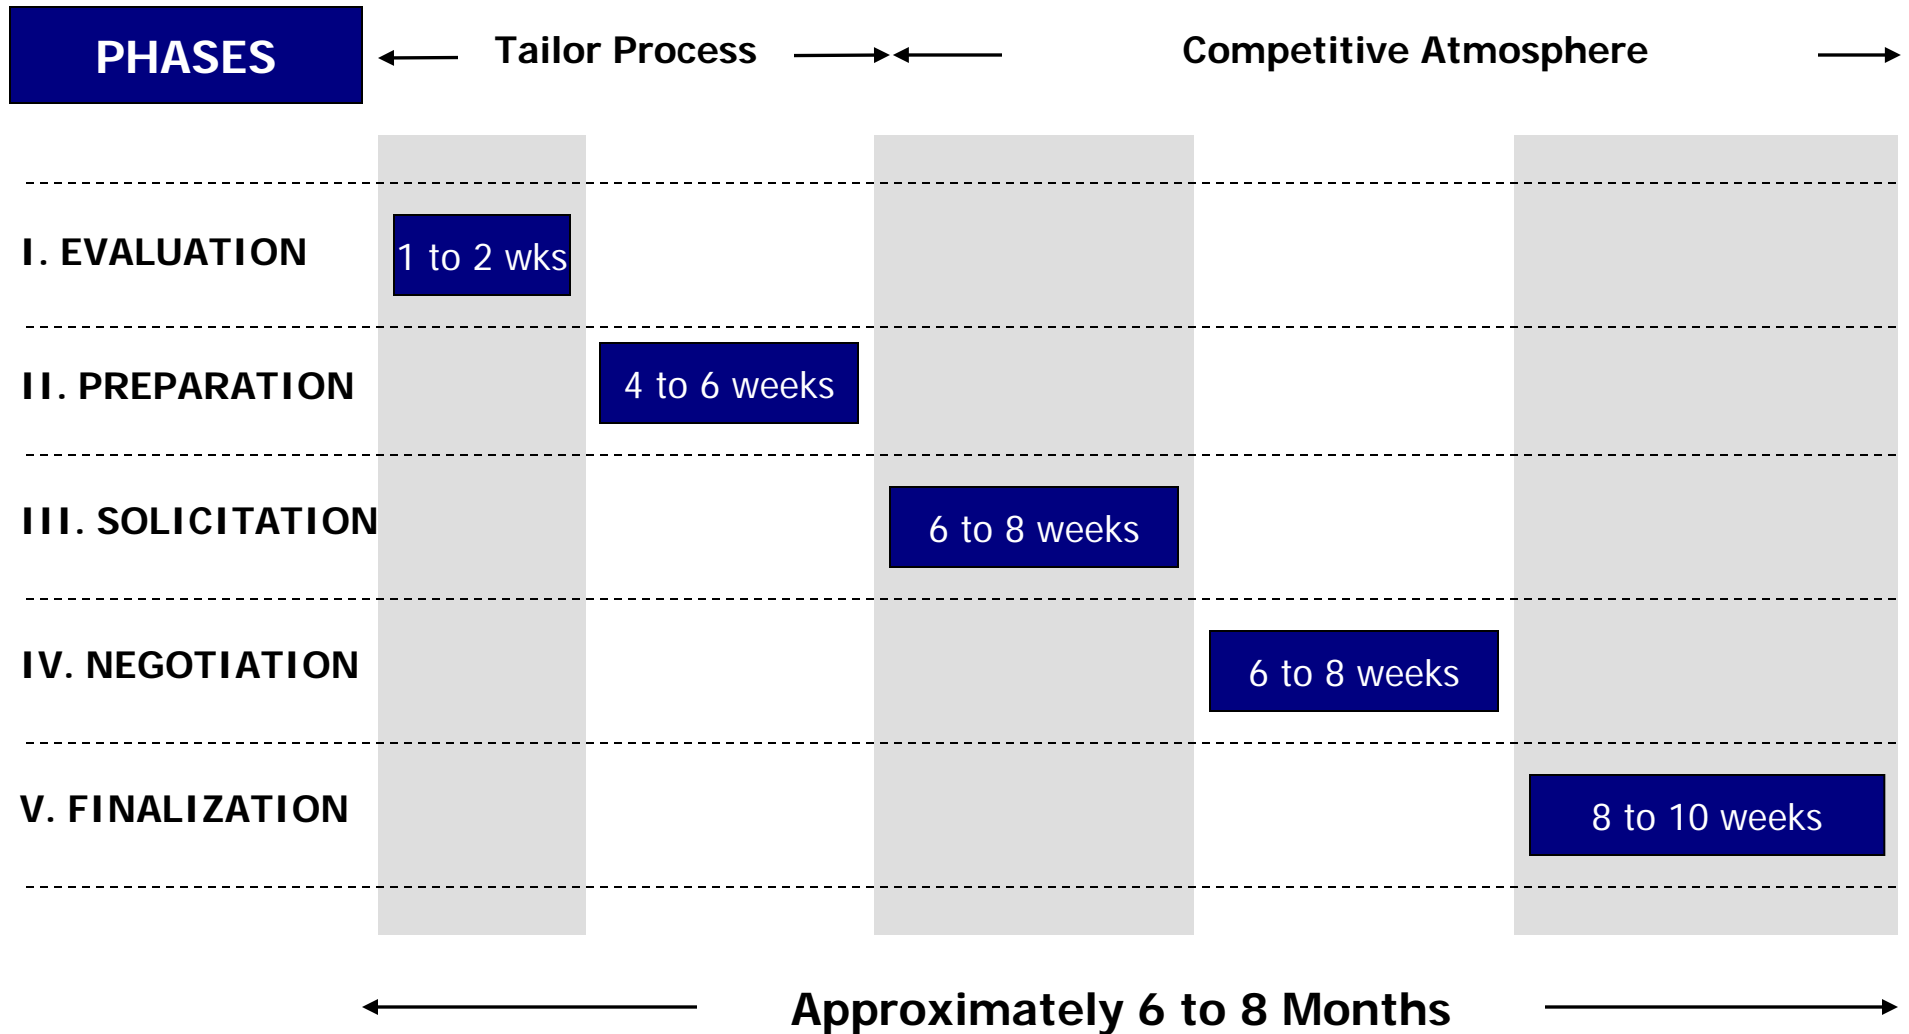 PHASES
Tailor Process
Competitive Atmosphere
I. EVALUATION
1 to 2 wks
II. PREPARATION
4 to 6 weeks
III. SOLICITATION
6 to 8 weeks
IV. NEGOTIATION
6 to 8 weeks
V. FINALIZATION
8 to 10 weeks
Approximately 6 to 8 Months